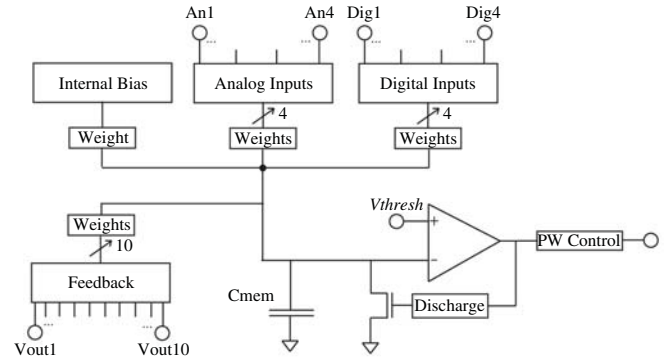 An1 An4 Dig1 Dig4
... ...
Internal Bias Analog Inputs Digital Inputs
4 4
Weight Weights Weights
Vthresh
Weights
+
10
PW Control
−
Feedback
Cmem Discharge
... ...
Vout1 Vout10